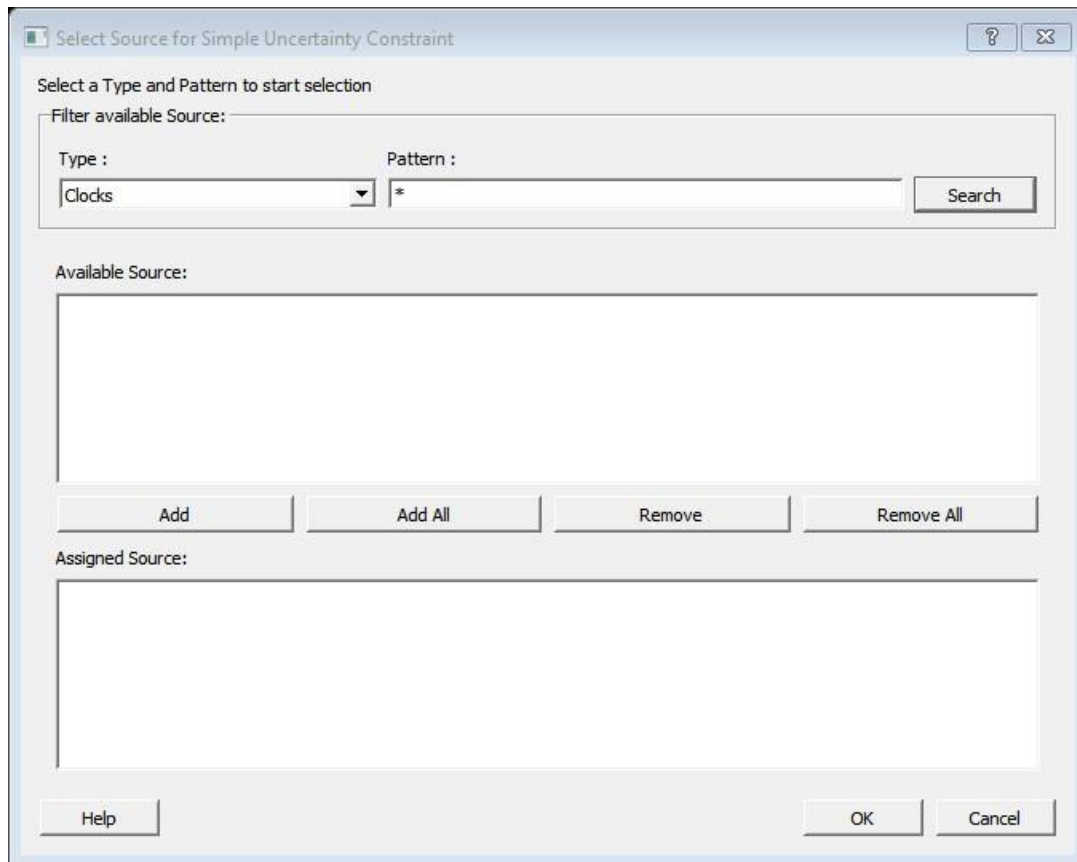 Select Source for Simple Uncertainty Constraint
Select a Type and Pattern to start selection
Filter available Source:
Type : Pattern :
Clocks * Search
Available Source:
Add Add All Remove Remove All
Assigned Source:
Help OK Cancel